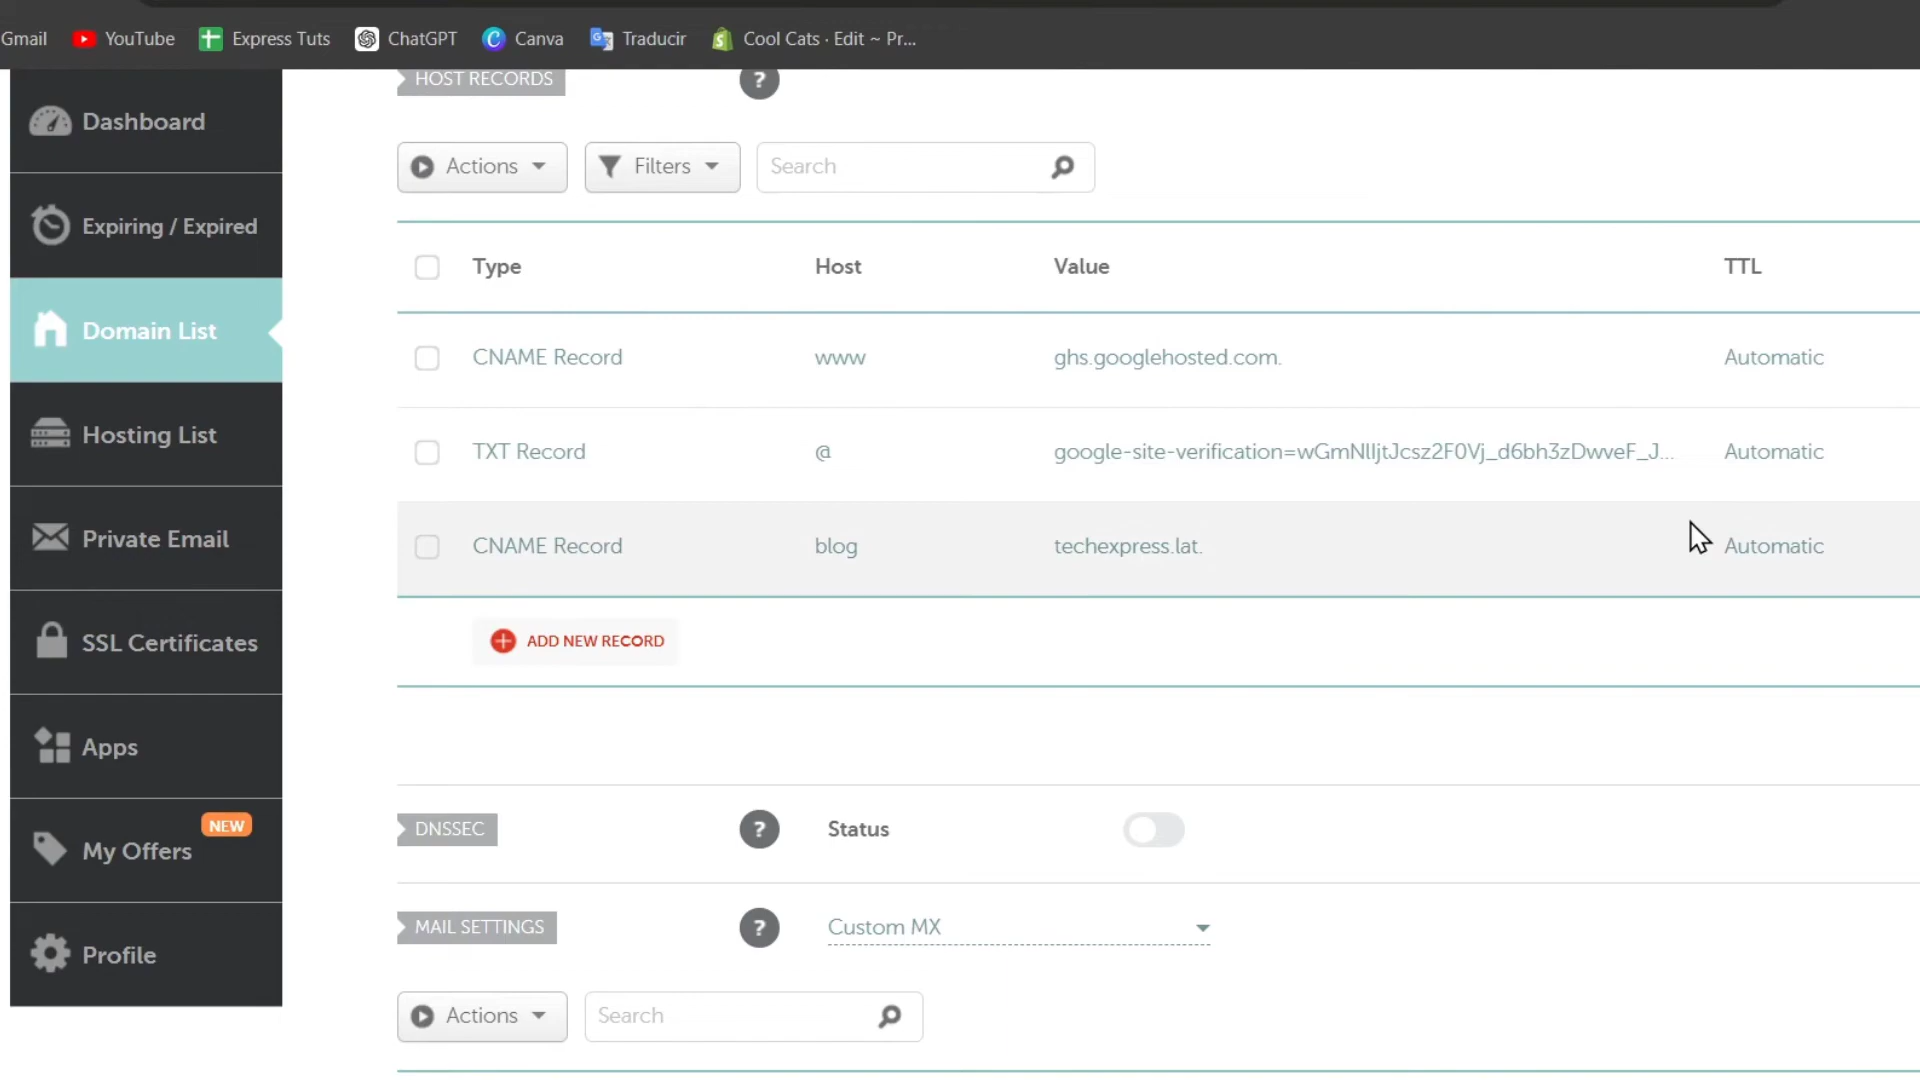 Gmail YouTube Express Tuts ChatGPT Canva Traducir Cool Cats · Edit ~ Pr...
HOST RECORDS ?
Dashboard
Actions Filters Search
Expiring / Expired
Type Host Value TTL
Domain List
CNAME Record www ghs.googlehosted.com. Automatic
Hosting List
TXT Record @ google-site-verification=wGmNlIjtJcsz2F0Vj_d6bh3zDwveF_J... Automatic
Private Email
CNAME Record blog techexpress.lat. Automatic
SSL Certificates
ADD NEW RECORD
Apps
NEW
My Offers
DNSSEC ? Status
MAIL SETTINGS ? Custom MX
Profile
Actions Search